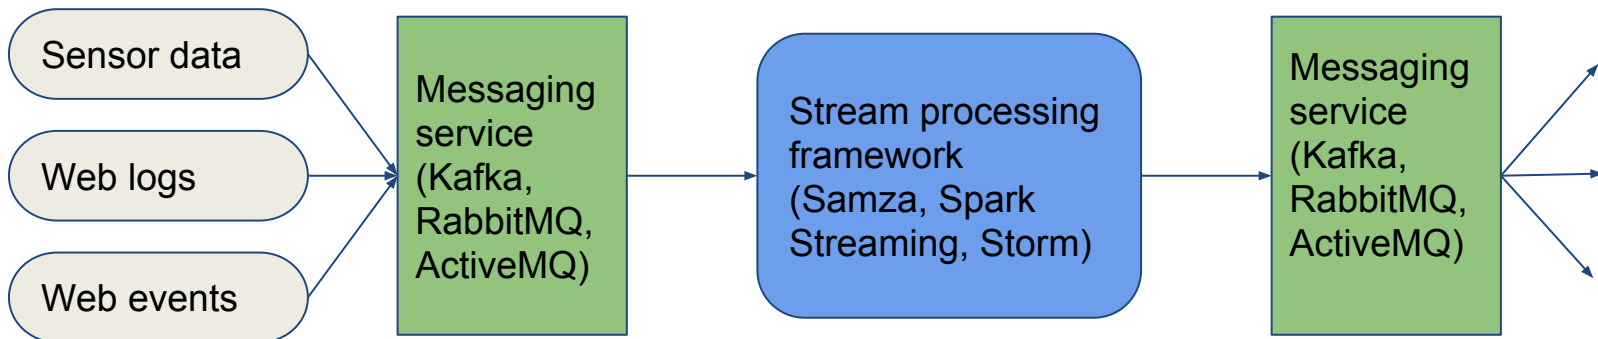 Sensor data
Web logs
Web events
Messaging
service
(Kafka,
RabbitMQ,
ActiveMQ)
Stream processing
framework
(Samza, Spark
Streaming, Storm)
Messaging
service
(Kafka,
RabbitMQ,
ActiveMQ)